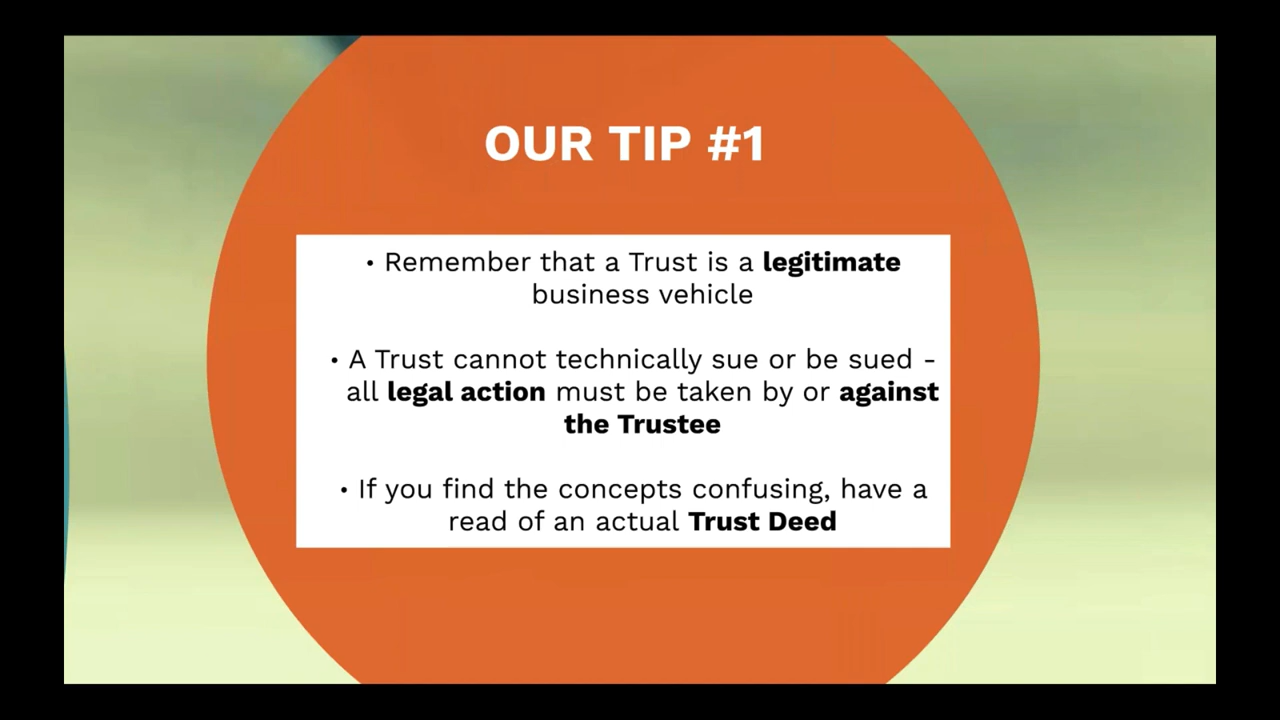 OUR TIP #1
• Remember that a Trust is a legitimate
business vehicle
• A Trust cannot technically sue or be sued -
all legal action must be taken by or against
the Trustee
• If you find the concepts confusing, have a
read of an actual Trust Deed